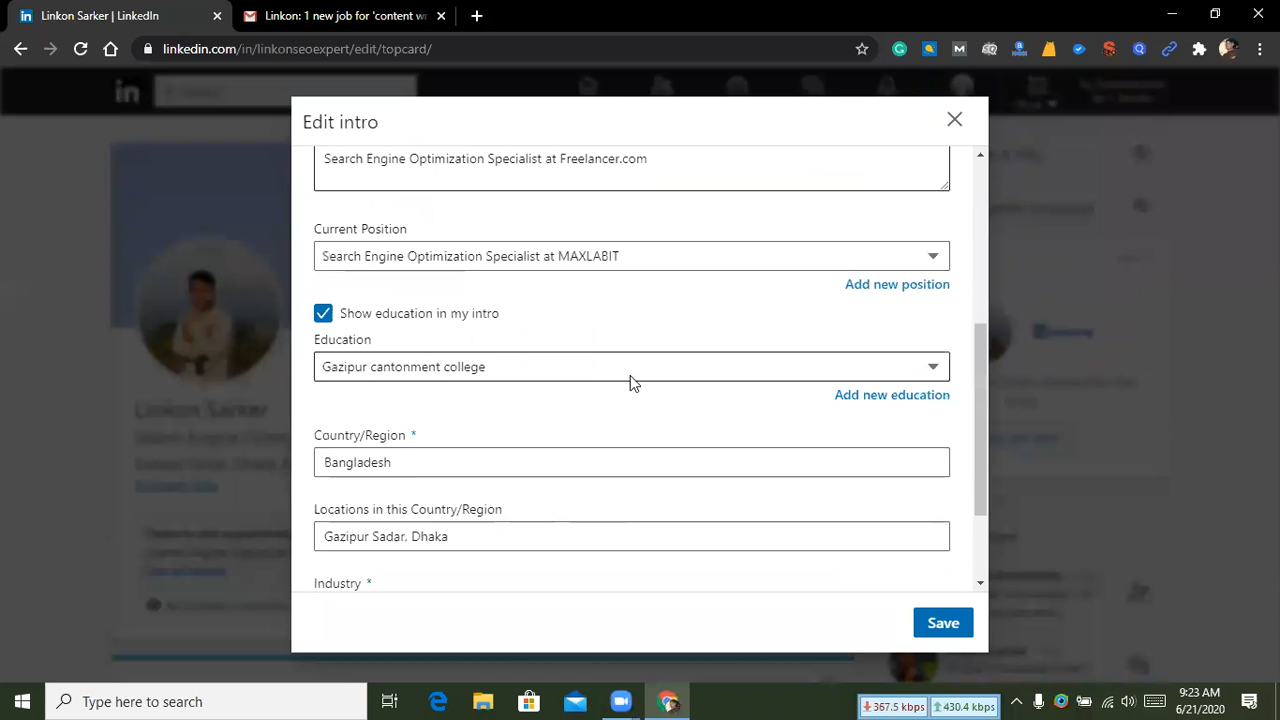 Linkon Sarker | LinkedIn
Linkon: 1 new job for 'content wr
linkedin.com/in/linkonseoexpert/edit/topcard/
in
Edit intro
Search Engine Optimization Specialist at Freelancer.com
Current Position
Search Engine Optimization Specialist at MAXLABIT
Add new position
Show education in my intro
Education
Gazipur cantonment college
Add new education
Linkon Sarker
Country/Region *
Bangladesh
Locations in this Country/Region
Gazipur Sadar, Dhaka
Industry *
Save
Type here to search
367.5 kbps
430.4 kbps
9:23 AM
6/21/2020